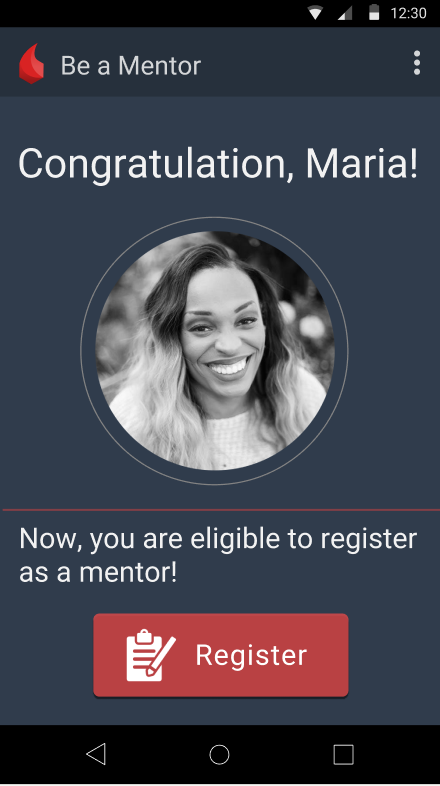 12:30
Be a Mentor
Congratulation, Maria!
Now, you are eligible to register
as a mentor!
Register